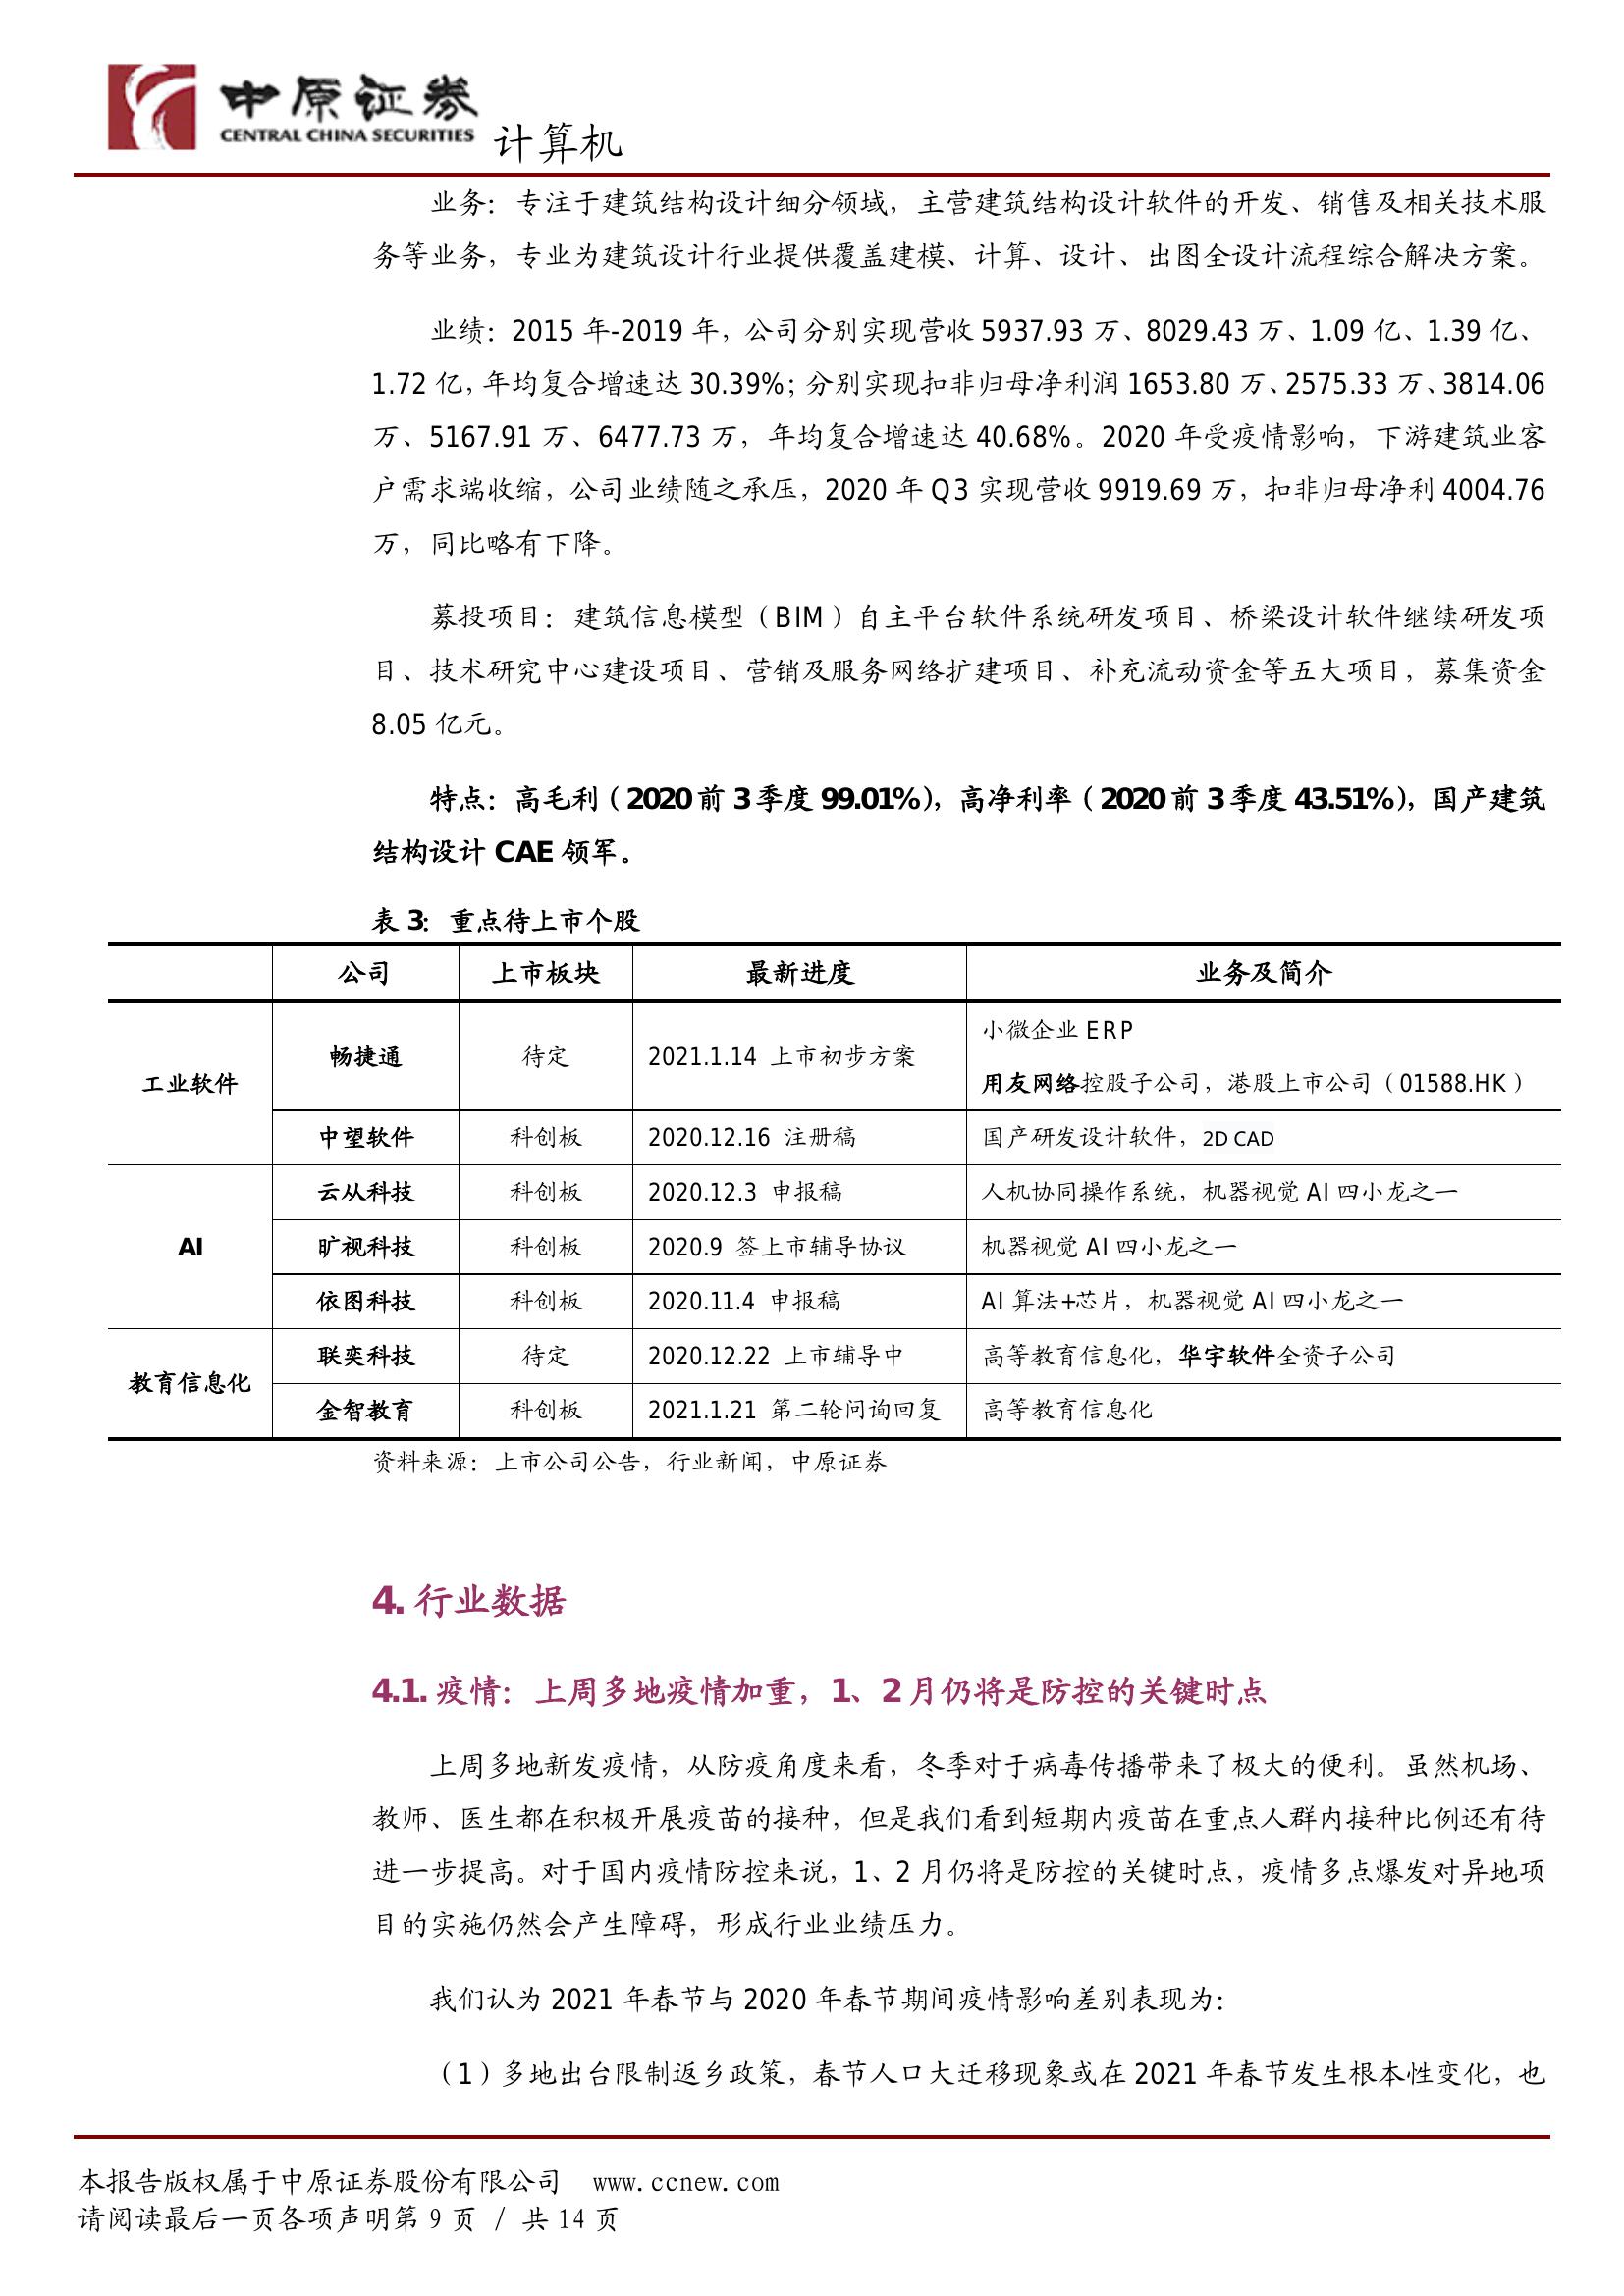 中原证券
CENTRAL CHINA SECURITIES
计算机
业务：专注于建筑结构设计细分领域，主营建筑结构设计软件的开发、销售及相关技术服
务等业务，专业为建筑设计行业提供覆盖建模、计算、设计、出图全设计流程综合解决方案。
业绩：2015 年-2019 年，公司分别实现营收 5937.93 万、8029.43 万、1.09 亿、1.39 亿、
1.72 亿，年均复合增速达 30.39%；分别实现扣非归母净利润 1653.80 万、2575.33 万、3814.06
万、5167.91 万、6477.73 万，年均复合增速达 40.68%。2020 年受疫情影响，下游建筑业客
户需求端收缩，公司业绩随之承压，2020 年 Q3 实现营收 9919.69 万，扣非归母净利 4004.76
万，同比略有下降。
募投项目：建筑信息模型（BIM）自主平台软件系统研发项目、桥梁设计软件继续研发项
目、技术研究中心建设项目、营销及服务网络扩建项目、补充流动资金等五大项目，募集资金
8.05 亿元。
特点：高毛利（2020 前 3 季度 99.01%），高净利率（2020 前 3 季度 43.51%），国产建筑
结构设计 CAE 领军。
表 3：重点待上市个股
公司 上市板块 最新进度 业务及简介
工业软件 畅捷通 待定 2021.1.14 上市初步方案 小微企业 ERP
用友网络控股子公司，港股上市公司（01588.HK）
中望软件 科创板 2020.12.16 注册稿 国产研发设计软件，2D CAD
AI 云从科技 科创板 2020.12.3 申报稿 人机协同操作系统，机器视觉 AI 四小龙之一
旷视科技 科创板 2020.9 签上市辅导协议 机器视觉 AI 四小龙之一
依图科技 科创板 2020.11.4 申报稿 AI 算法+芯片，机器视觉 AI 四小龙之一
教育信息化 联奕科技 待定 2020.12.22 上市辅导中 高等教育信息化，华宇软件全资子公司
金智教育 科创板 2021.1.21 第二轮问询回复 高等教育信息化
资料来源：上市公司公告，行业新闻，中原证券
4. 行业数据
4.1. 疫情：上周多地疫情加重，1、2 月仍将是防控的关键时点
上周多地新发疫情，从防疫角度来看，冬季对于病毒传播带来了极大的便利。虽然机场、
教师、医生都在积极开展疫苗的接种，但是我们看到短期内疫苗在重点人群内接种比例还有待
进一步提高。对于国内疫情防控来说，1、2 月仍将是防控的关键时点，疫情多点爆发对异地项
目的实施仍然会产生障碍，形成行业业绩压力。
我们认为 2021 年春节与 2020 年春节期间疫情影响差别表现为：
（1）多地出台限制返乡政策，春节人口大迁移现象或在 2021 年春节发生根本性变化，也
本报告版权属于中原证券股份有限公司 www.ccnew.com
请阅读最后一页各项声明第 9 页 / 共 14 页